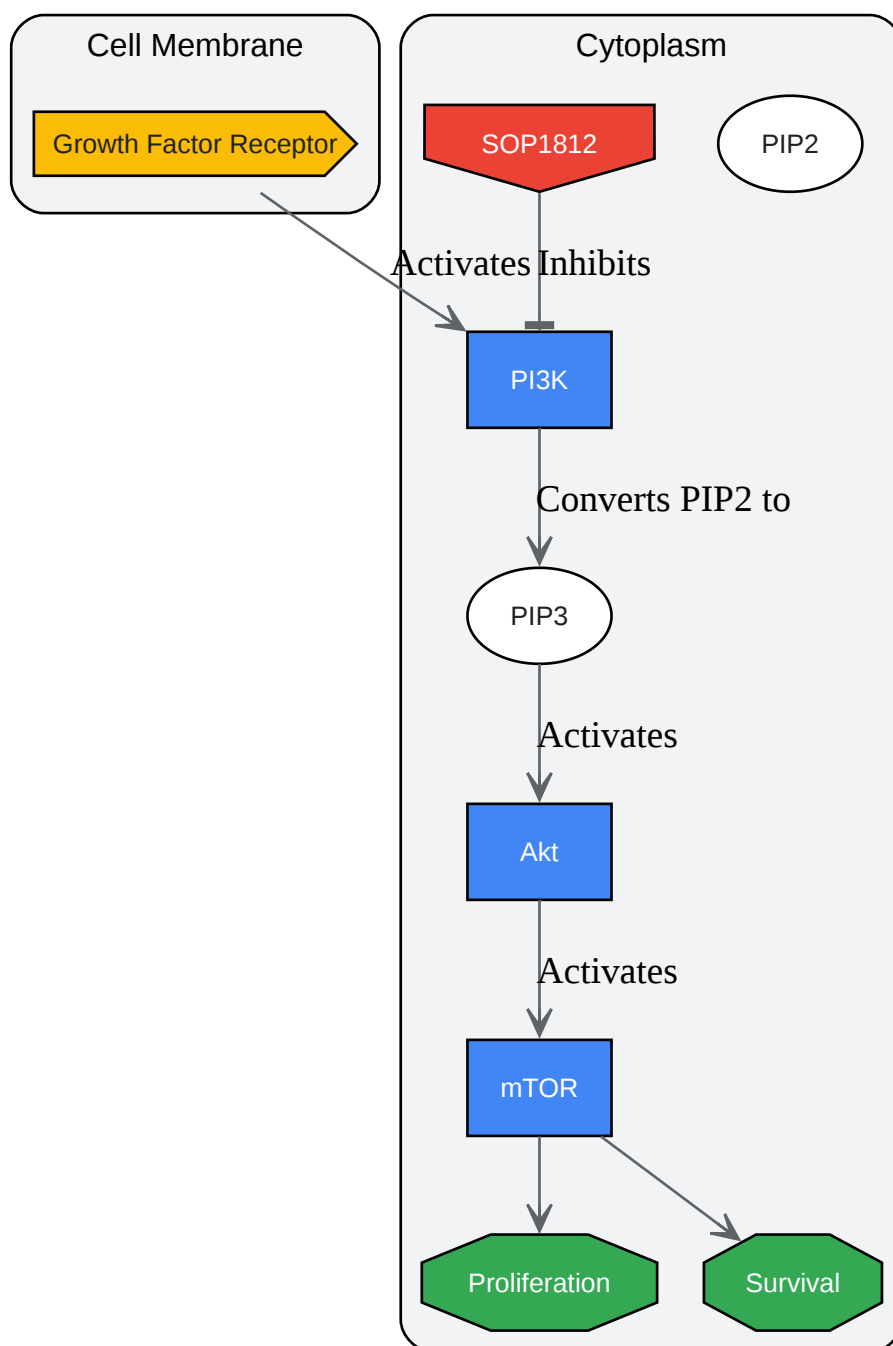 Cell Membrane
Cytoplasm
Growth Factor Receptor
SOP1812
PIP2
Activates
Inhibits
PI3K
Converts PIP2 to
PIP3
Activates
Akt
Activates
mTOR
Proliferation
Survival